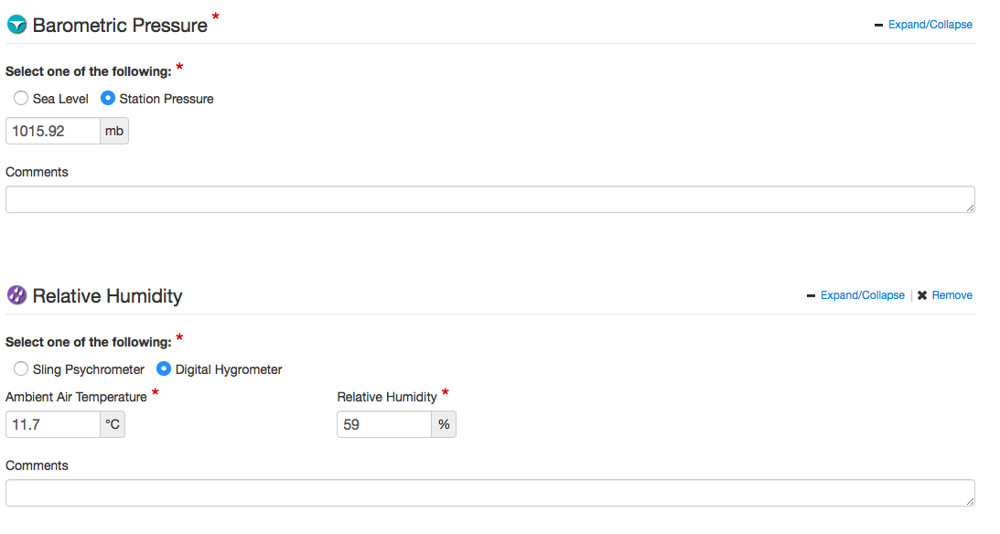 Barometric Pressure *
Expand/Collapse
Select one of the following: *
Sea Level Station Pressure
1015.92 mb
Comments
Relative Humidity
Expand/Collapse | Remove
Select one of the following: *
Sling Psychrometer Digital Hygrometer
Ambient Air Temperature * Relative Humidity *
11.7 °C 59 %
Comments